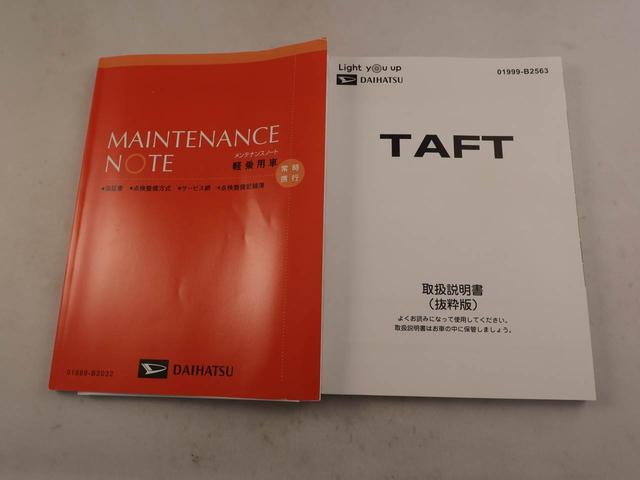 MAINTENANCE
NOTE
メンテナンスノート
軽乗用車
常時
携行
●保証書 ●点検整備方式 ●サービス網 ●点検整備記録簿
DAIHATSU
01999-B2032
Light you up
DAIHATSU
01999-B2563
TAFT
取扱説明書
(抜粋版)
よくお読みになって使用してください。
取扱説明書はお車の中に保管しましょう。